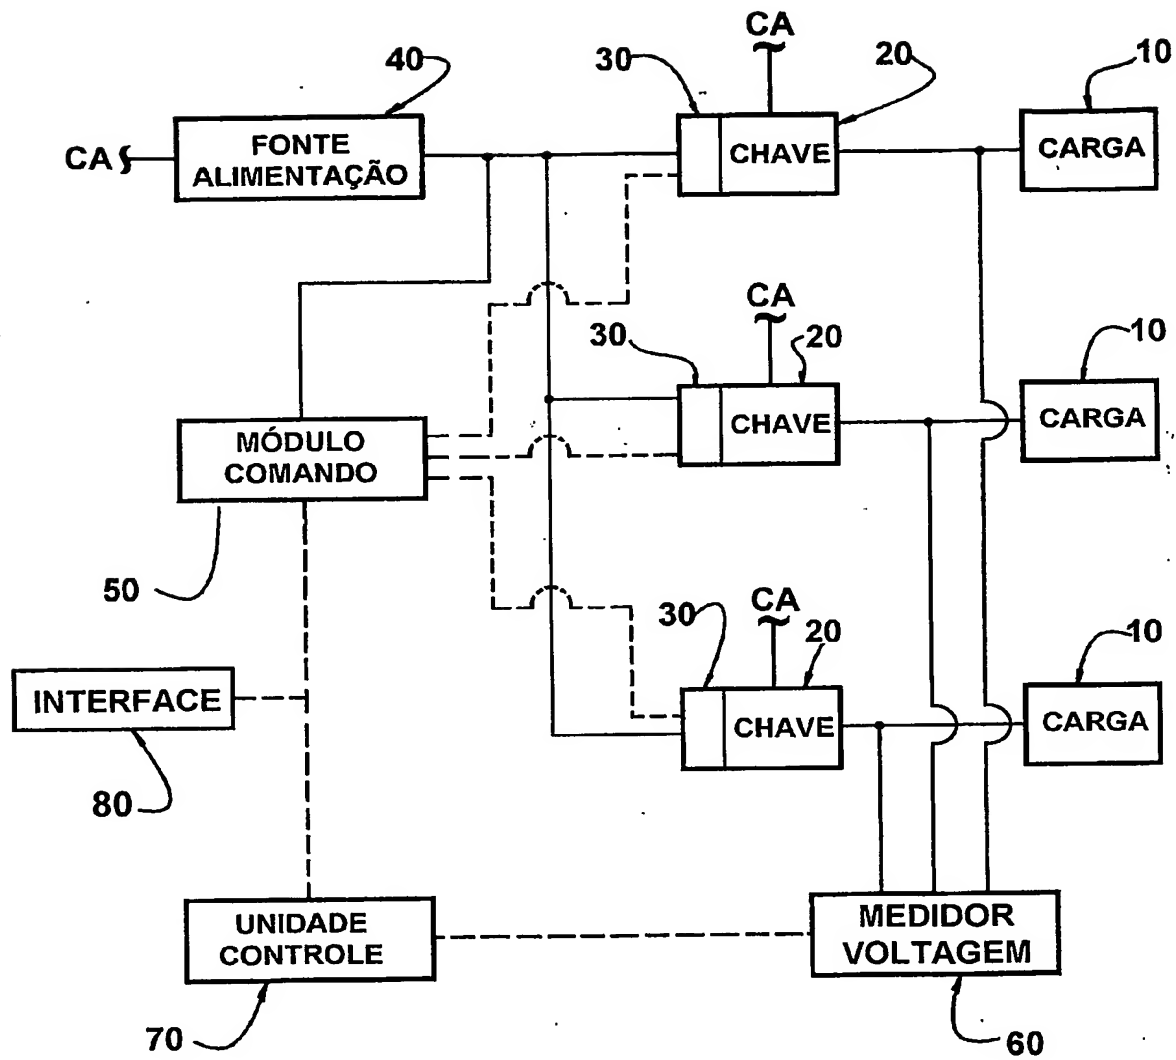 CA
40
30
20
10
CA
FONTE
ALIMENTAÇÃO
CHAVE
CARGA
CA
30
20
10
CHAVE
CARGA
MÓDULO
COMANDO
50
CA
30
20
10
CHAVE
CARGA
INTERFACE
80
UNIDADE
CONTROLE
MEDIDOR
VOLTAGEM
70
60